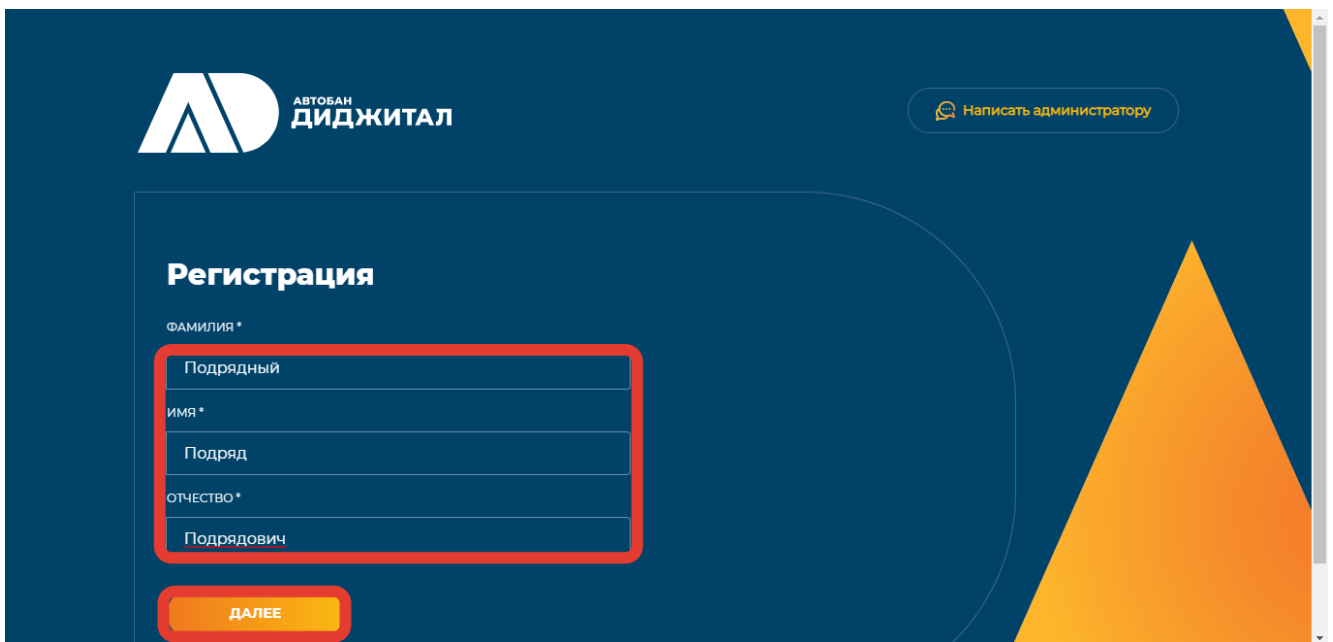 АВТОБАН
ДИДЖИТАЛ
Написать администратору
Регистрация
ФАМИЛИЯ *
Подрядный
ИМЯ *
Подряд
ОТЧЕСТВО *
Подрядович
ДАЛЕЕ